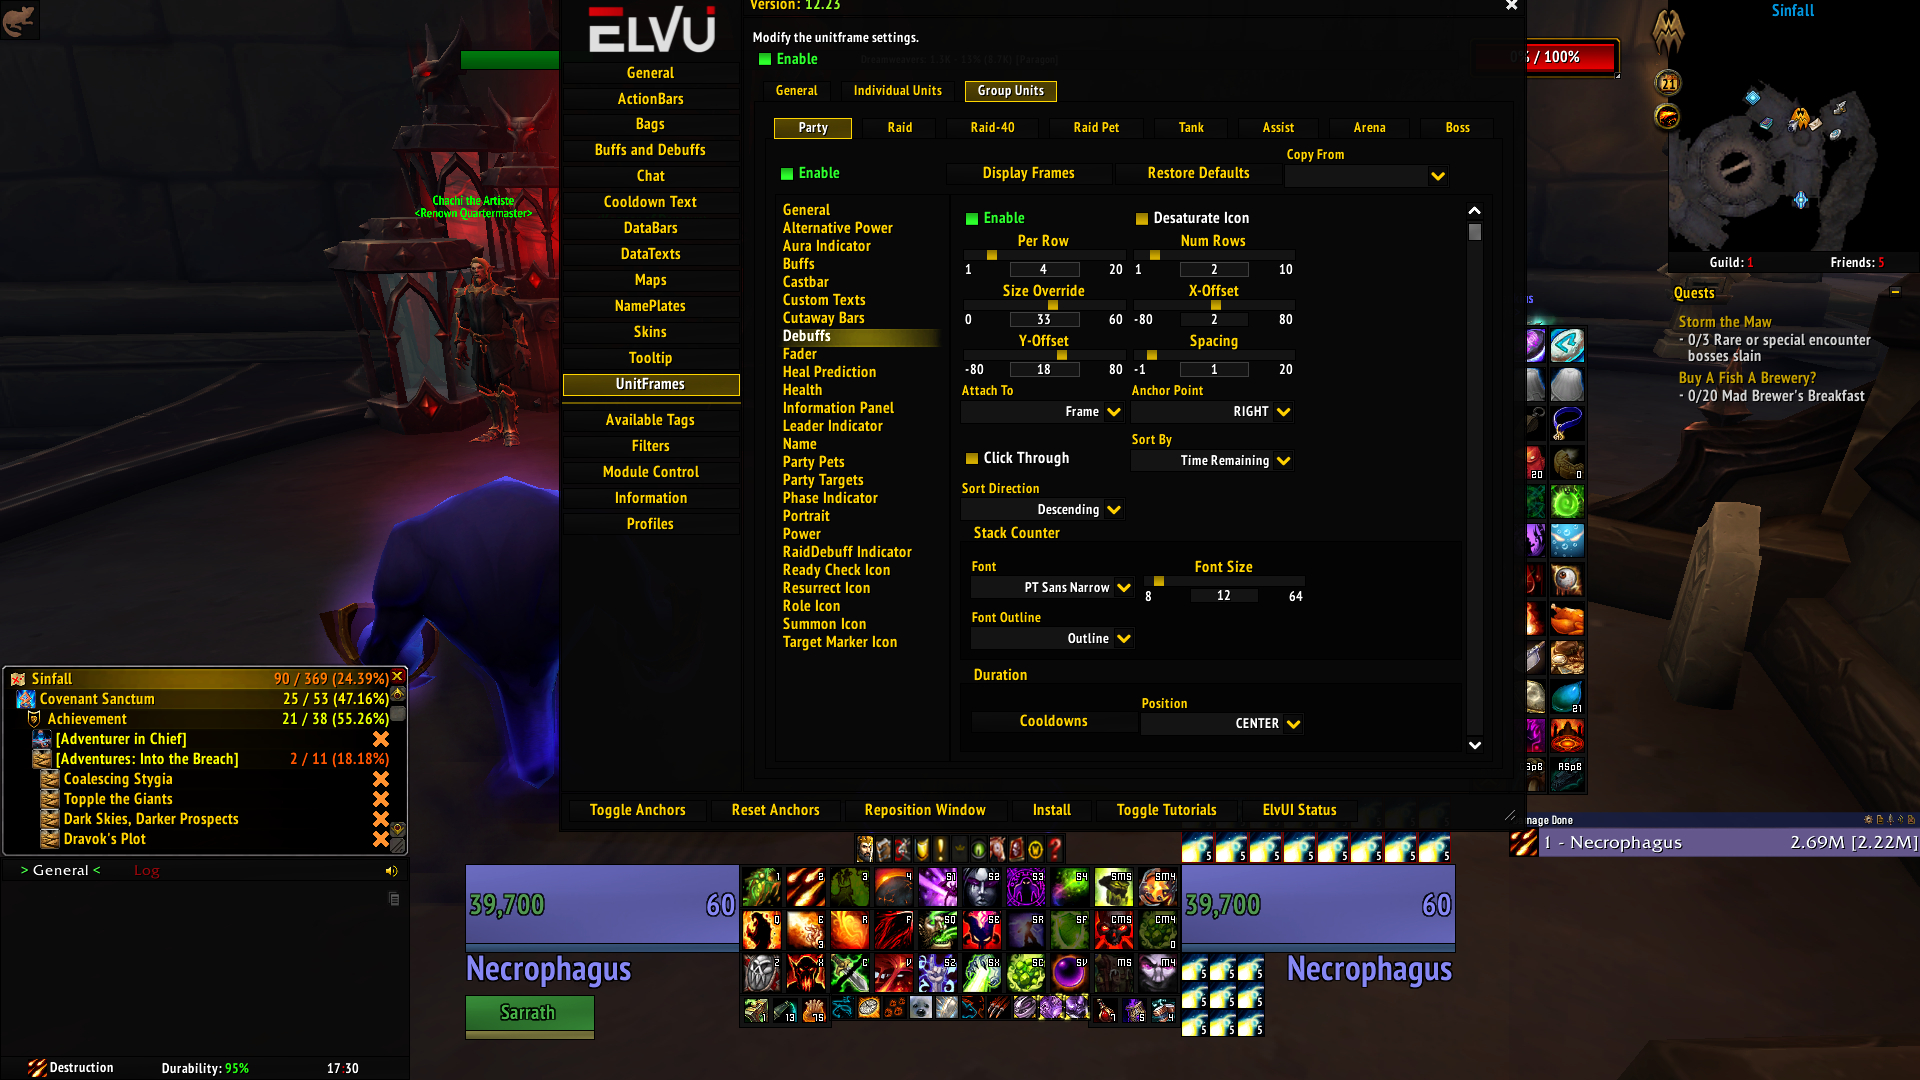 Version: 12.23
Sinfall
ELVUI
Modify the unitframe settings.
Enable
General
Individual Units
Group Units
Party
Raid
Raid-40
Raid Pet
Tank
Assist
Arena
Boss
Enable
Display Frames
Restore Defaults
Copy From
General
ActionBars
Bags
Buffs and Debuffs
Chat
Cooldown Text
DataBars
DataTexts
Maps
NamePlates
Skins
Tooltip
UnitFrames
Available Tags
Filters
Module Control
Information
Profiles
General
Alternative Power
Aura Indicator
Buffs
Castbar
Custom Texts
Cutaway Bars
Debuffs
Fader
Heal Prediction
Health
Information Panel
Leader Indicator
Name
Party Pets
Party Targets
Phase Indicator
Portrait
Power
RaidDebuff Indicator
Ready Check Icon
Resurrect Icon
Role Icon
Summon Icon
Target Marker Icon
Enable
Desaturate Icon
Per Row
Num Rows
1 4 20
1 2 10
Size Override
X-Offset
0 33 60
-80 2 80
Y-Offset
Spacing
-80 18 80
-1 1 20
Attach To
Anchor Point
Frame
RIGHT
Sort By
Click Through
Time Remaining
Sort Direction
Descending
Stack Counter
Font
Font Size
PT Sans Narrow
8 12 64
Font Outline
Outline
Duration
Position
Cooldowns
CENTER
Toggle Anchors
Reset Anchors
Reposition Window
Install
Toggle Tutorials
ElvUI Status
% / 100%
21
Guild: 1
Friends: 5
Quests
Storm the Maw
- 0/3 Rare or special encounter
bosses slain
Buy A Fish A Brewery?
- 0/20 Mad Brewer's Breakfast
Chachi the Artiste
<Renown Quartermaster>
Sinfall 90 / 369 (24.39%)
Covenant Sanctum 25 / 53 (47.16%)
Achievement 21 / 38 (55.26%)
[Adventurer in Chief]
[Adventures: Into the Breach] 2 / 11 (18.18%)
Coalescing Stygia
Topple the Giants
Dark Skies, Darker Prospects
Dravok's Plot
> General <
Log
Destruction
Durability: 95%
17:30
39,700 60
Necrophagus
Sarrath
39,700 60
Necrophagus
mage Done
1 - Necrophagus 2.69M [2.22M]